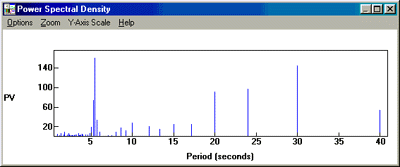 Power Spectral Density
Options Zoom Y-Axis Scale Help
140
100
60
20
PV
5 10 15 20 25 30 35 40
Period (seconds)